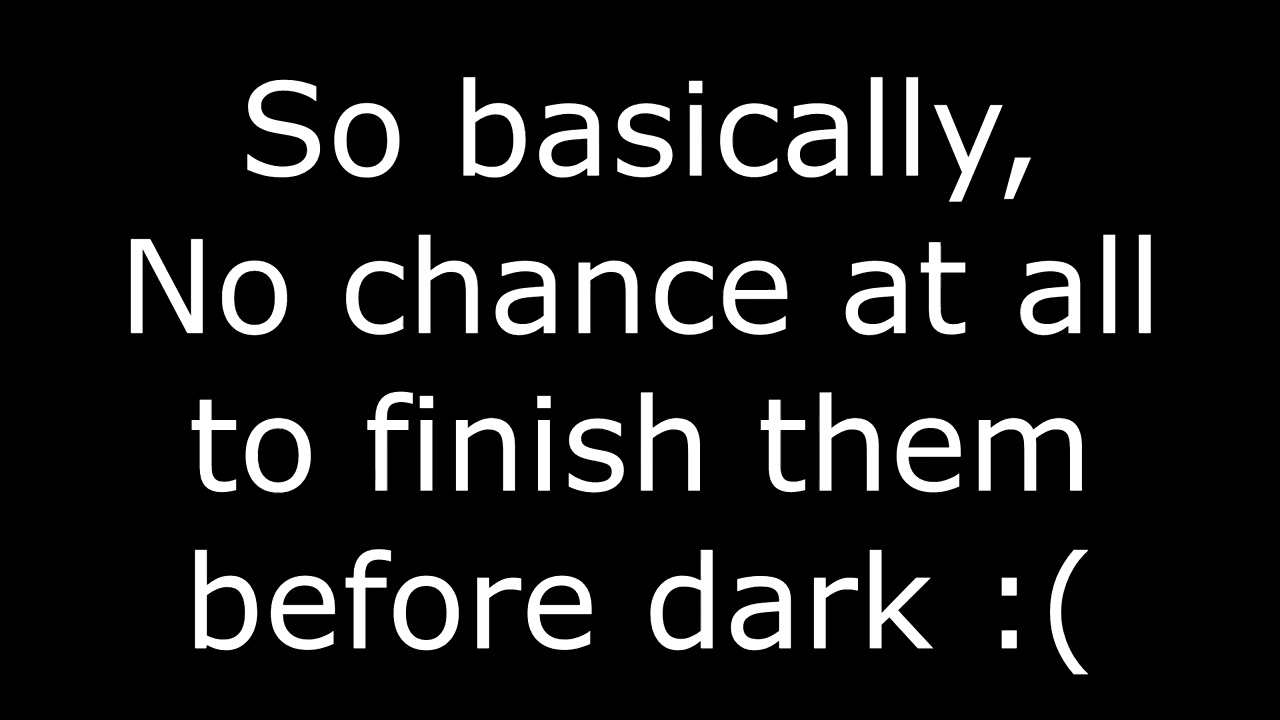 So basically,
No chance at all
to finish them
before dark :(